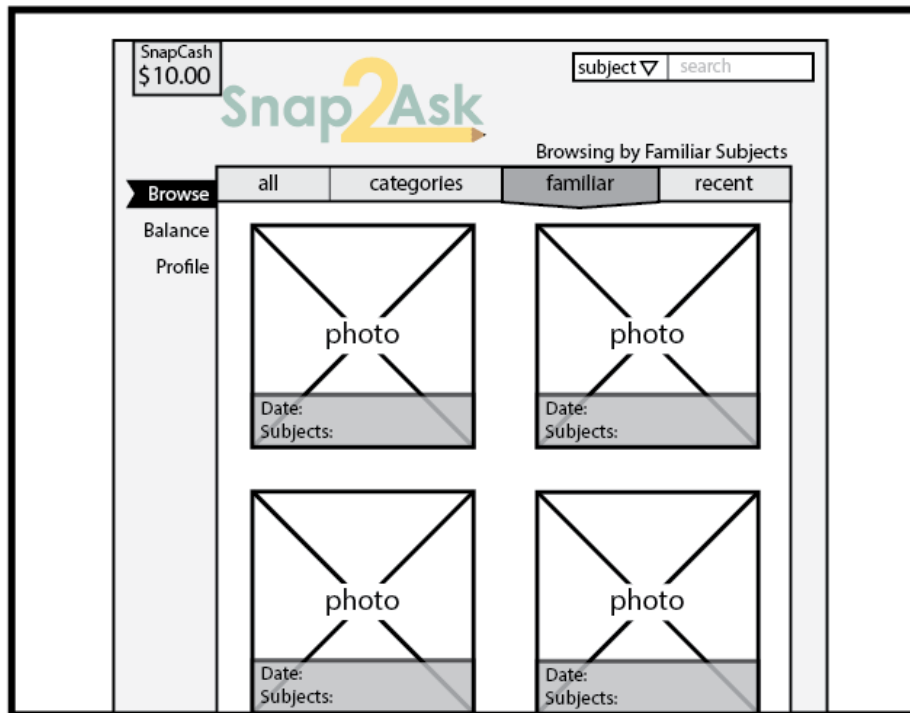 SnapCash
$10.00
Snap2Ask
subject search
Browsing by Familiar Subjects
Browse
Balance
Profile
all categories familiar recent
photo photo
Date: Date:
Subjects: Subjects:
photo photo
Date: Date:
Subjects: Subjects: